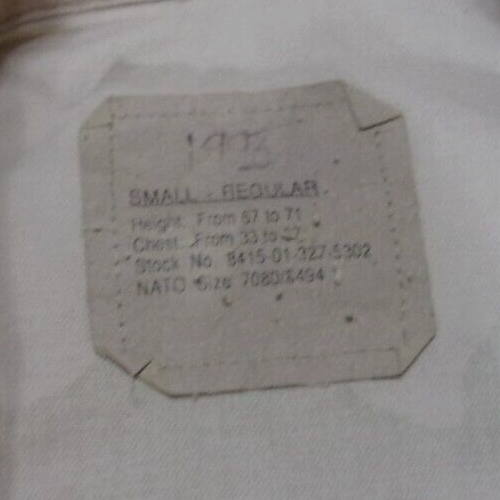 SMALL - REGULAR
Height: From 67 to 71
Chest: From 33 to 37
Stock No. 8415-01-327-5302
NATO Size 7080/8494